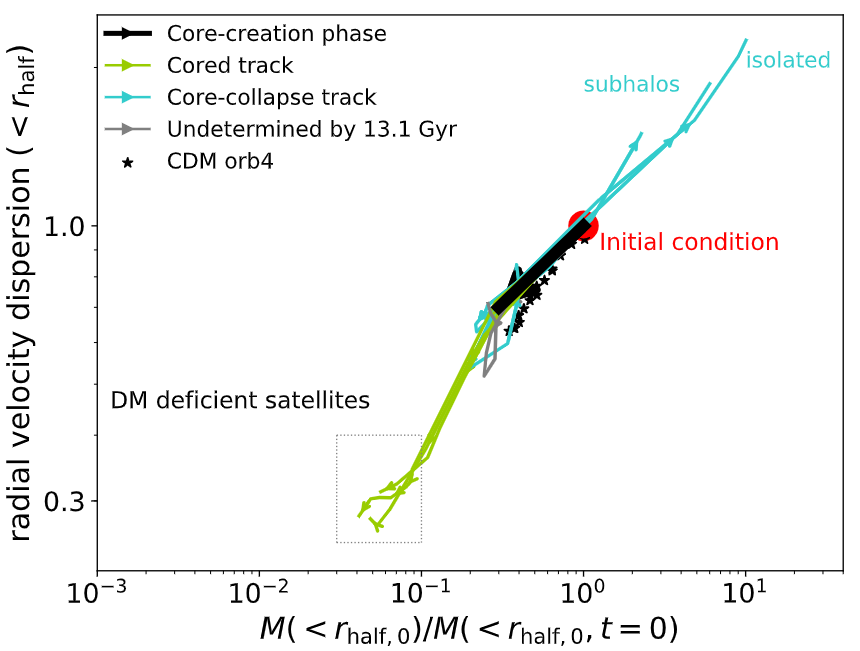 Core-creation phase
Cored track
Core-collapse track
Undetermined by 13.1 Gyr
CDM orb4
isolated
subhalos
Initial condition
DM deficient satellites
radial velocity dispersion (< r_half)
1.0
0.3
10^−3
10^−2
10^−1
10^0
10^1
M(< r_half, 0)/M(< r_half, 0, t = 0)